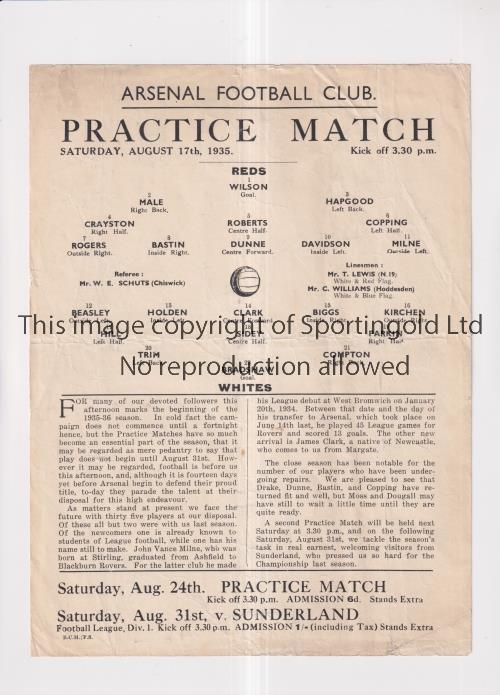 ARSENAL FOOTBALL CLUB.
PRACTICE MATCH
SATURDAY, AUGUST 17th, 1935. Kick off 3.30 p.m.
REDS
1
WILSON
Goal.
2 3
MALE HAPGOOD
Right Back. Left Back.
4 5 6
CRAYSTON ROBERTS COPPING
Right Half. Centre Half. Left Half.
7 8 9 10 11
ROGERS BASTIN DUNNE DAVIDSON MILNE
Outside Right. Inside Right. Centre Forward. Inside Left. Outside Left.
Referee : Linesmen :
Mr. W. E. SCHUTS (Chiswick) Mr. T. LEWIS (N.19)
White & Red Flag.
Mr. C. WILLIAMS (Hoddesden)
White & Blue Flag.
12 13 14 15 16
BEASLEY HOLDEN CLARK BIGGS KIRCHEN
This image is copyright of Sportingold Ltd
HILL SIDEY PARKIN
Left Half. Centre Half. Right Half.
20 21
TRIM COMPTON
No reproduction allowed
BRADSHAW
Goal.
WHITES
FOR many of our devoted followers this
afternoon marks the beginning of the
1935-36 season. In cold fact the cam-
paign does not commence until a fortnight
hence, but the Practice Matches have so much
become an essential part of the season, that it
may be regarded as mere pedantry to say that
play does not begin until August 31st. How-
ever it may be regarded, football is before us
this afternoon, and, although it is fourteen days
yet before Arsenal begin to defend their proud
title, to-day they parade the talent at their
disposal for this high endeavour.
As matters stand at present we face the
future with thirty five players at our disposal.
Of these all but two were with us last season.
Of the newcomers one is already known to
students of League football, while one has his
name still to make. John Vance Milne, who was
born at Stirling, graduated from Ashfield to
Blackburn Rovers. For the latter club he made
his League debut at West Bromwich on January
20th, 1934. Between that date and the day of
his transfer to Arsenal, which took place on
June 14th last, he played 45 League games for
Rovers and scored 13 goals. The other new
arrival is James Clark, a native of Newcastle,
who comes to us from Margate.
The close season has been notable for the
number of our players who have been under-
going repairs. We are pleased to see that
Drake, Dunne, Bastin, and Copping have re-
turned fit and well, but Moss and Dougall may
have still to wait a little time until they are
quite ready.
A second Practice Match will be held next
Saturday at 3.30 p.m., and on the following
Saturday, August 31st, we tackle the season's
task in real earnest, welcoming visitors from
Sunderland, who pressed us so hard for the
Championship last season.
Saturday, Aug. 24th. PRACTICE MATCH
Kick off 3.30 p.m. ADMISSION 6d. Stands Extra
Saturday, Aug. 31st, v. SUNDERLAND
Football League, Div. 1. Kick off 3.30 p.m. ADMISSION 1/- (including Tax) Stands Extra